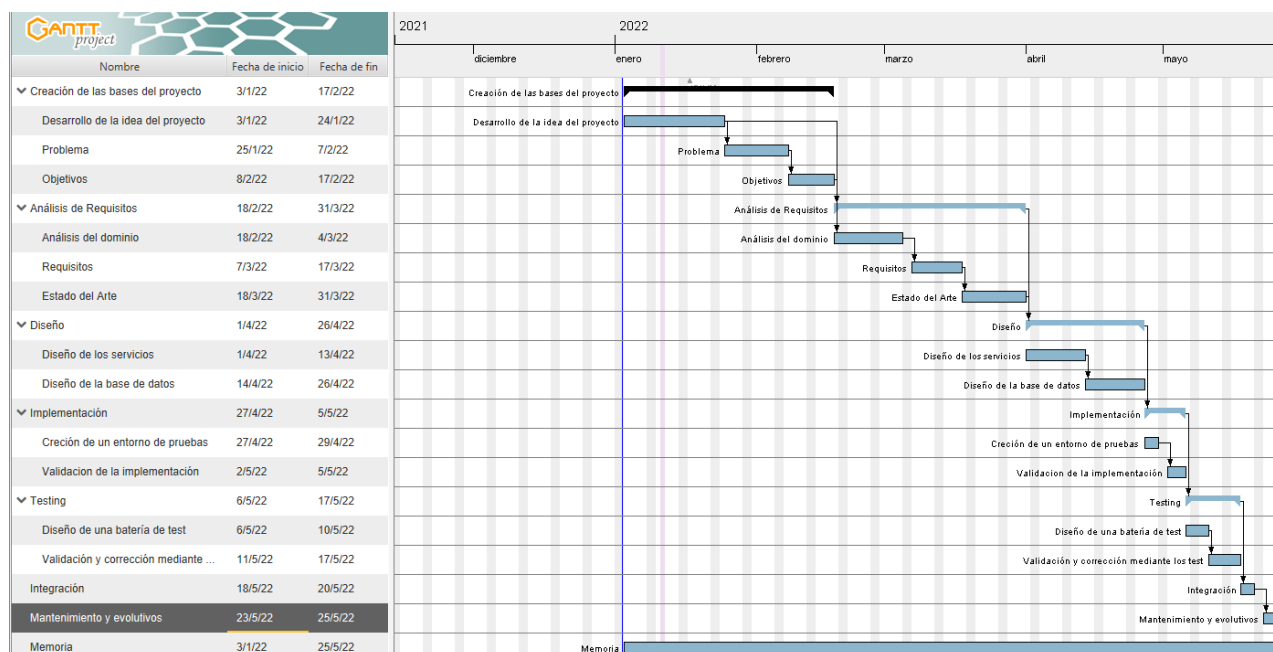 GANTT
project
2021 2022
diciembre enero febrero marzo abril mayo
Nombre Fecha de inicio Fecha de fin
Creación de las bases del proyecto 3/1/22 17/2/22 Creación de las bases del proyecto
Desarrollo de la idea del proyecto 3/1/22 24/1/22 Desarrollo de la idea del proyecto
Problema 25/1/22 7/2/22 Problema
Objetivos 8/2/22 17/2/22 Objetivos
Análisis de Requisitos 18/2/22 31/3/22 Análisis de Requisitos
Análisis del dominio 18/2/22 4/3/22 Análisis del dominio
Requisitos 7/3/22 17/3/22 Requisitos
Estado del Arte 18/3/22 31/3/22 Estado del Arte
Diseño 1/4/22 26/4/22 Diseño
Diseño de los servicios 1/4/22 13/4/22 Diseño de los servicios
Diseño de la base de datos 14/4/22 26/4/22 Diseño de la base de datos
Implementación 27/4/22 5/5/22 Implementación
Creción de un entorno de pruebas 27/4/22 29/4/22 Creción de un entorno de pruebas
Validacion de la implementación 2/5/22 5/5/22 Validacion de la implementación
Testing 6/5/22 17/5/22 Testing
Diseño de una batería de test 6/5/22 10/5/22 Diseño de una batería de test
Validación y corrección mediante ... 11/5/22 17/5/22 Validación y corrección mediante los test
Integración 18/5/22 20/5/22 Integración
Mantenimiento y evolutivos 23/5/22 25/5/22 Mantenimiento y evolutivos
Memoria 3/1/22 25/5/22 Memoria